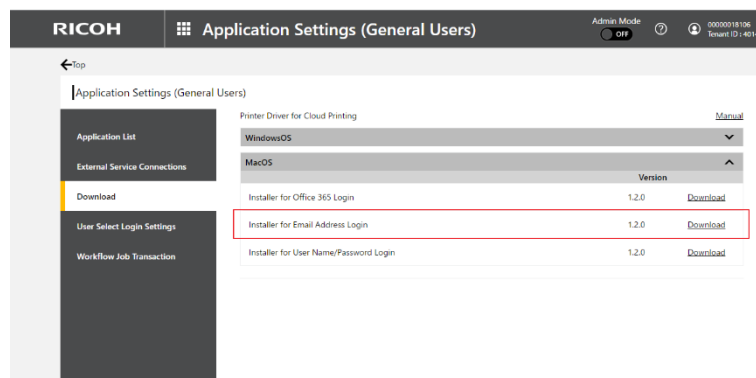 RICOH
Application Settings (General Users)
Admin Mode
OFF
00000018106
Tenant ID : 401
Top
Application Settings (General Users)
Application List
External Service Connections
Download
User Select Login Settings
Workflow Job Transaction
Printer Driver for Cloud Printing Manual
WindowsOS
MacOS
Version
Installer for Office 365 Login 1.2.0 Download
Installer for Email Address Login 1.2.0 Download
Installer for User Name/Password Login 1.2.0 Download